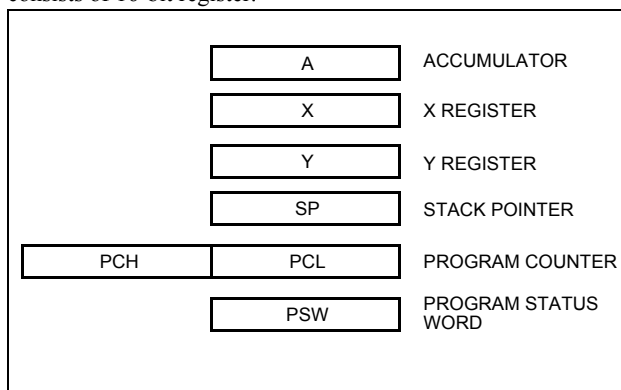 consists of 16-bit register.
A ACCUMULATOR
X X REGISTER
Y Y REGISTER
SP STACK POINTER
PCH PCL PROGRAM COUNTER
PSW PROGRAM STATUS
WORD